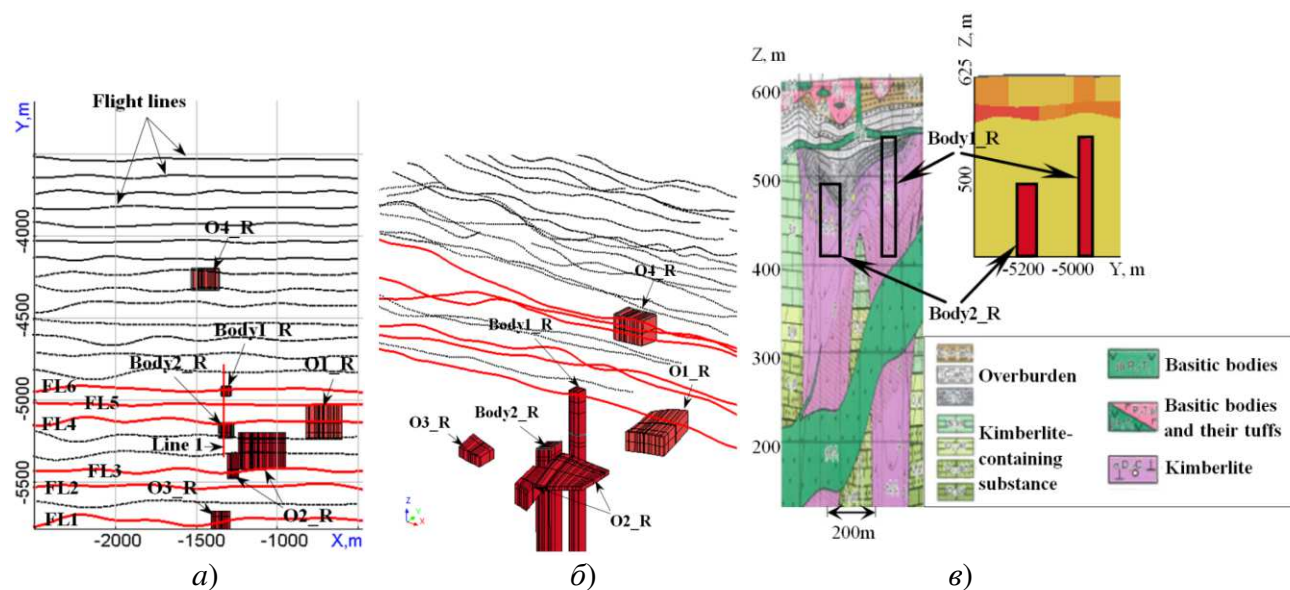 Flight lines
Y,m
-4000
-4500
-5000
-5500
O4_R
Body1_R
Body2_R
O1_R
FL6
FL5
FL4
Line 1
FL3
FL2
O3_R
FL1
O2_R
-2000
-1500
-1000
X,m
а)
O4_R
Body1_R
O1_R
O3_R
Body2_R
O2_R
Z
Y
X
б)
Z, m
600
500
400
300
200
200m
Z, m
625
500
Body1_R
-5200
-5000
Y, m
Body2_R
Overburden
Kimberlite-
containing
substance
Basitic bodies
Basitic bodies
and their tuffs
Kimberlite
в)